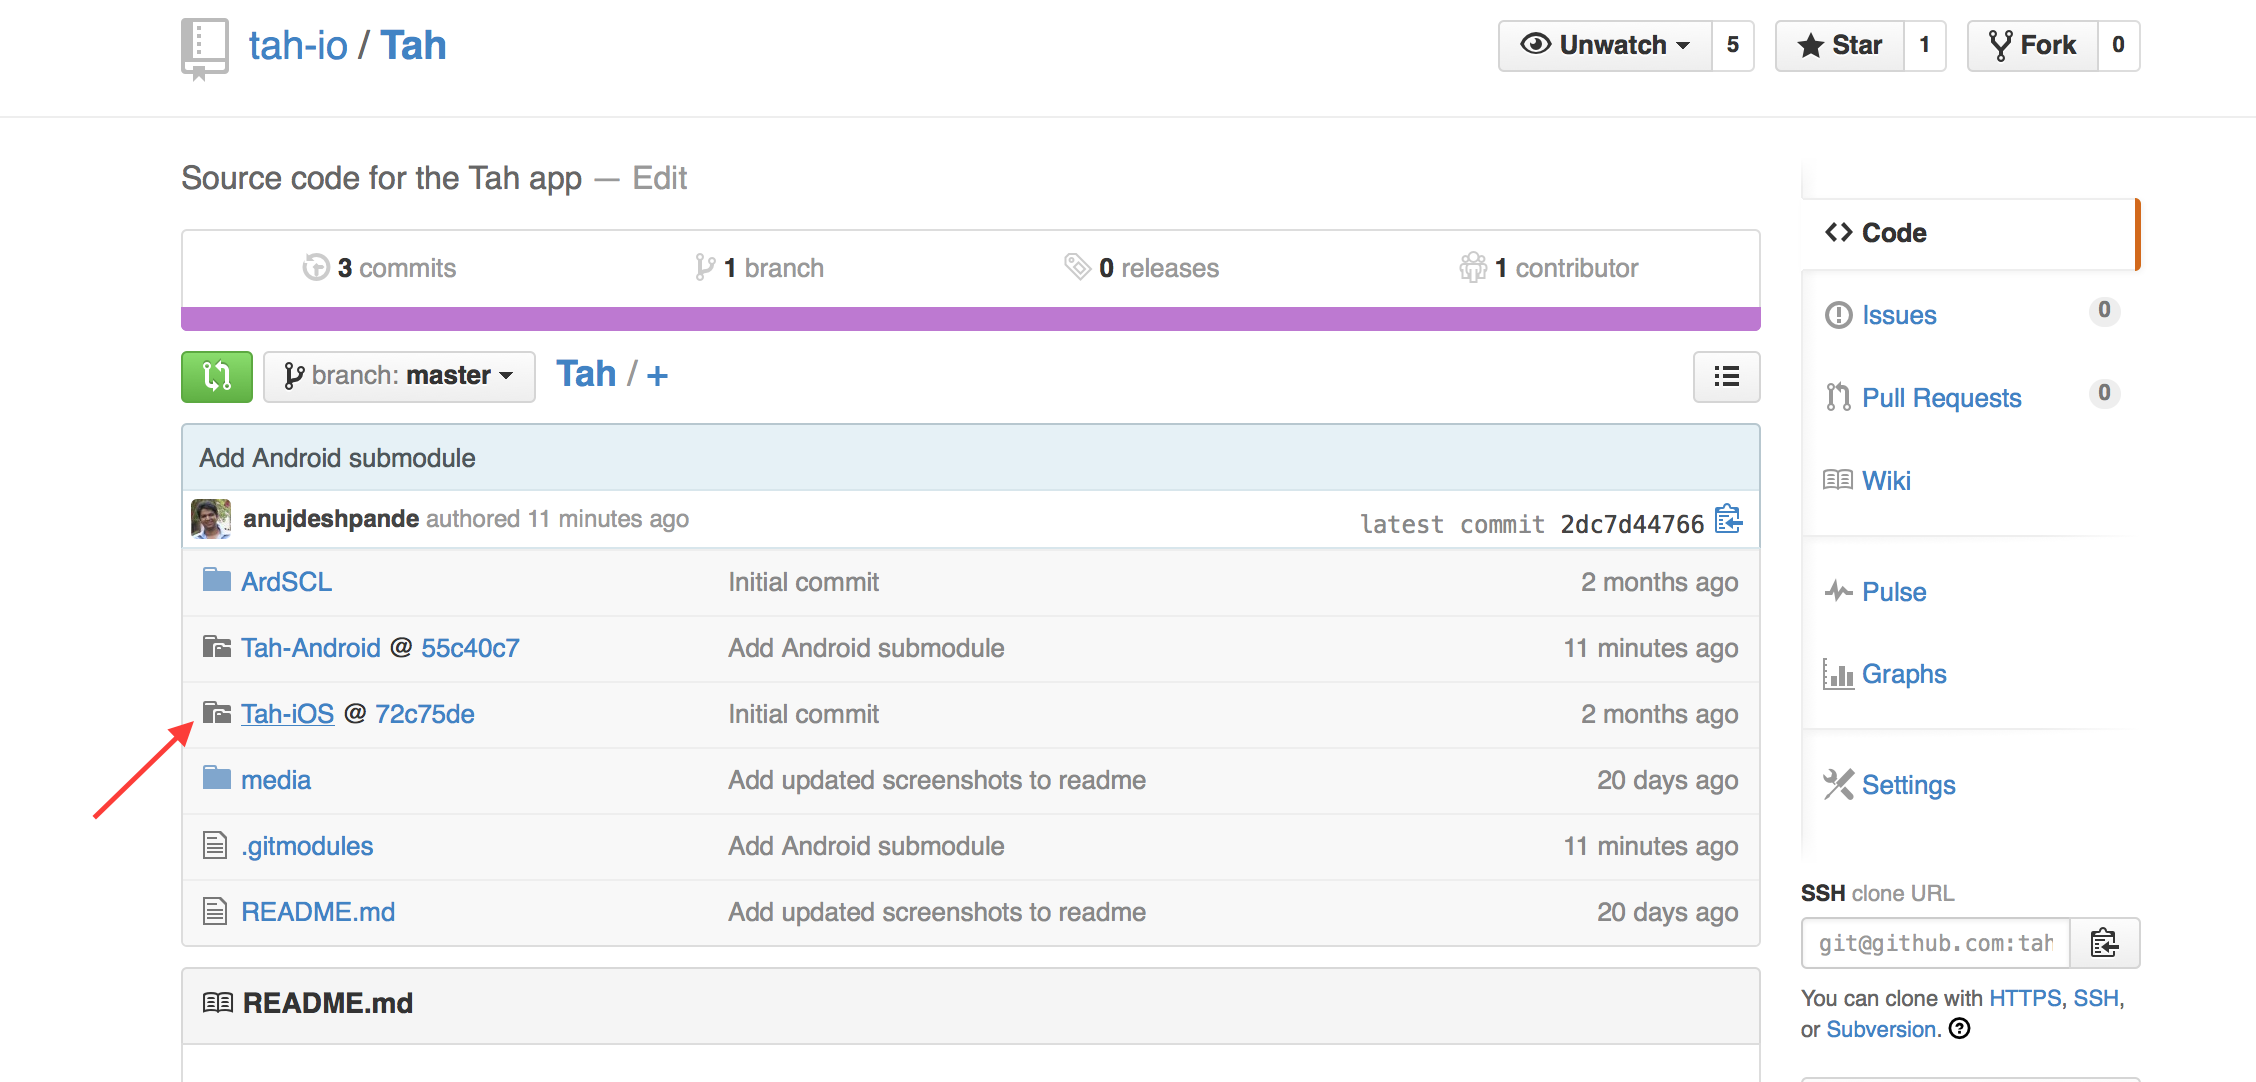 tah-io / Tah
Unwatch 5 Star 1 Fork 0
Source code for the Tah app — Edit
3 commits 1 branch 0 releases 1 contributor
branch: master Tah / +
Add Android submodule
anujdeshpande authored 11 minutes ago latest commit 2dc7d44766
ArdSCL Initial commit 2 months ago
Tah-Android @ 55c40c7 Add Android submodule 11 minutes ago
Tah-iOS @ 72c75de Initial commit 2 months ago
media Add updated screenshots to readme 20 days ago
.gitmodules Add Android submodule 11 minutes ago
README.md Add updated screenshots to readme 20 days ago
README.md
Code
Issues 0
Pull Requests 0
Wiki
Pulse
Graphs
Settings
SSH clone URL
git@github.com:tah
You can clone with HTTPS, SSH,
or Subversion.